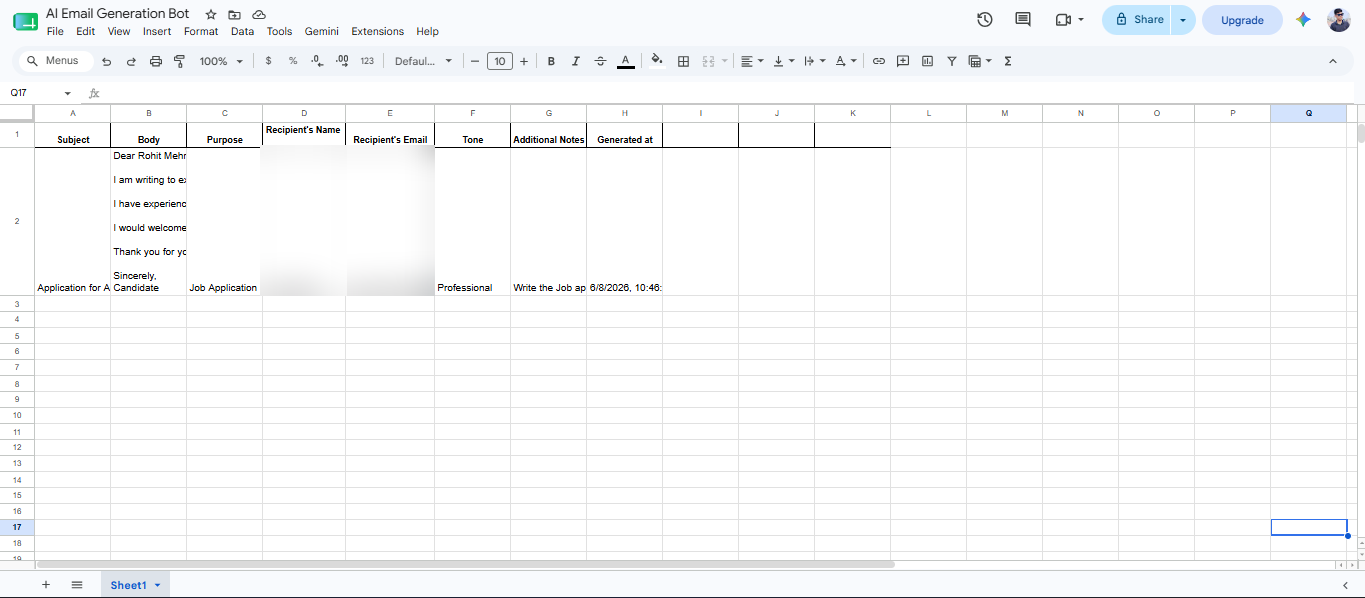 AI Email Generation Bot
File Edit View Insert Format Data Tools Gemini Extensions Help
Share
Upgrade
Menus
100%
$ % .0 .00 123
Defaul...
10
B I A
Q17
fx
A B C D E F G H I J K L M N O P Q
1 Subject Body Purpose Recipient's Name Recipient's Email Tone Additional Notes Generated at
Dear Rohit Mehr
I am writing to ex
2
I have experienc
I would welcome
Thank you for yo
Sincerely,
Application for A Candidate Job Application Professional Write the Job ap 6/8/2026, 10:46:
3
4
5
6
7
8
9
10
11
12
13
14
15
16
17
18
19
Sheet1